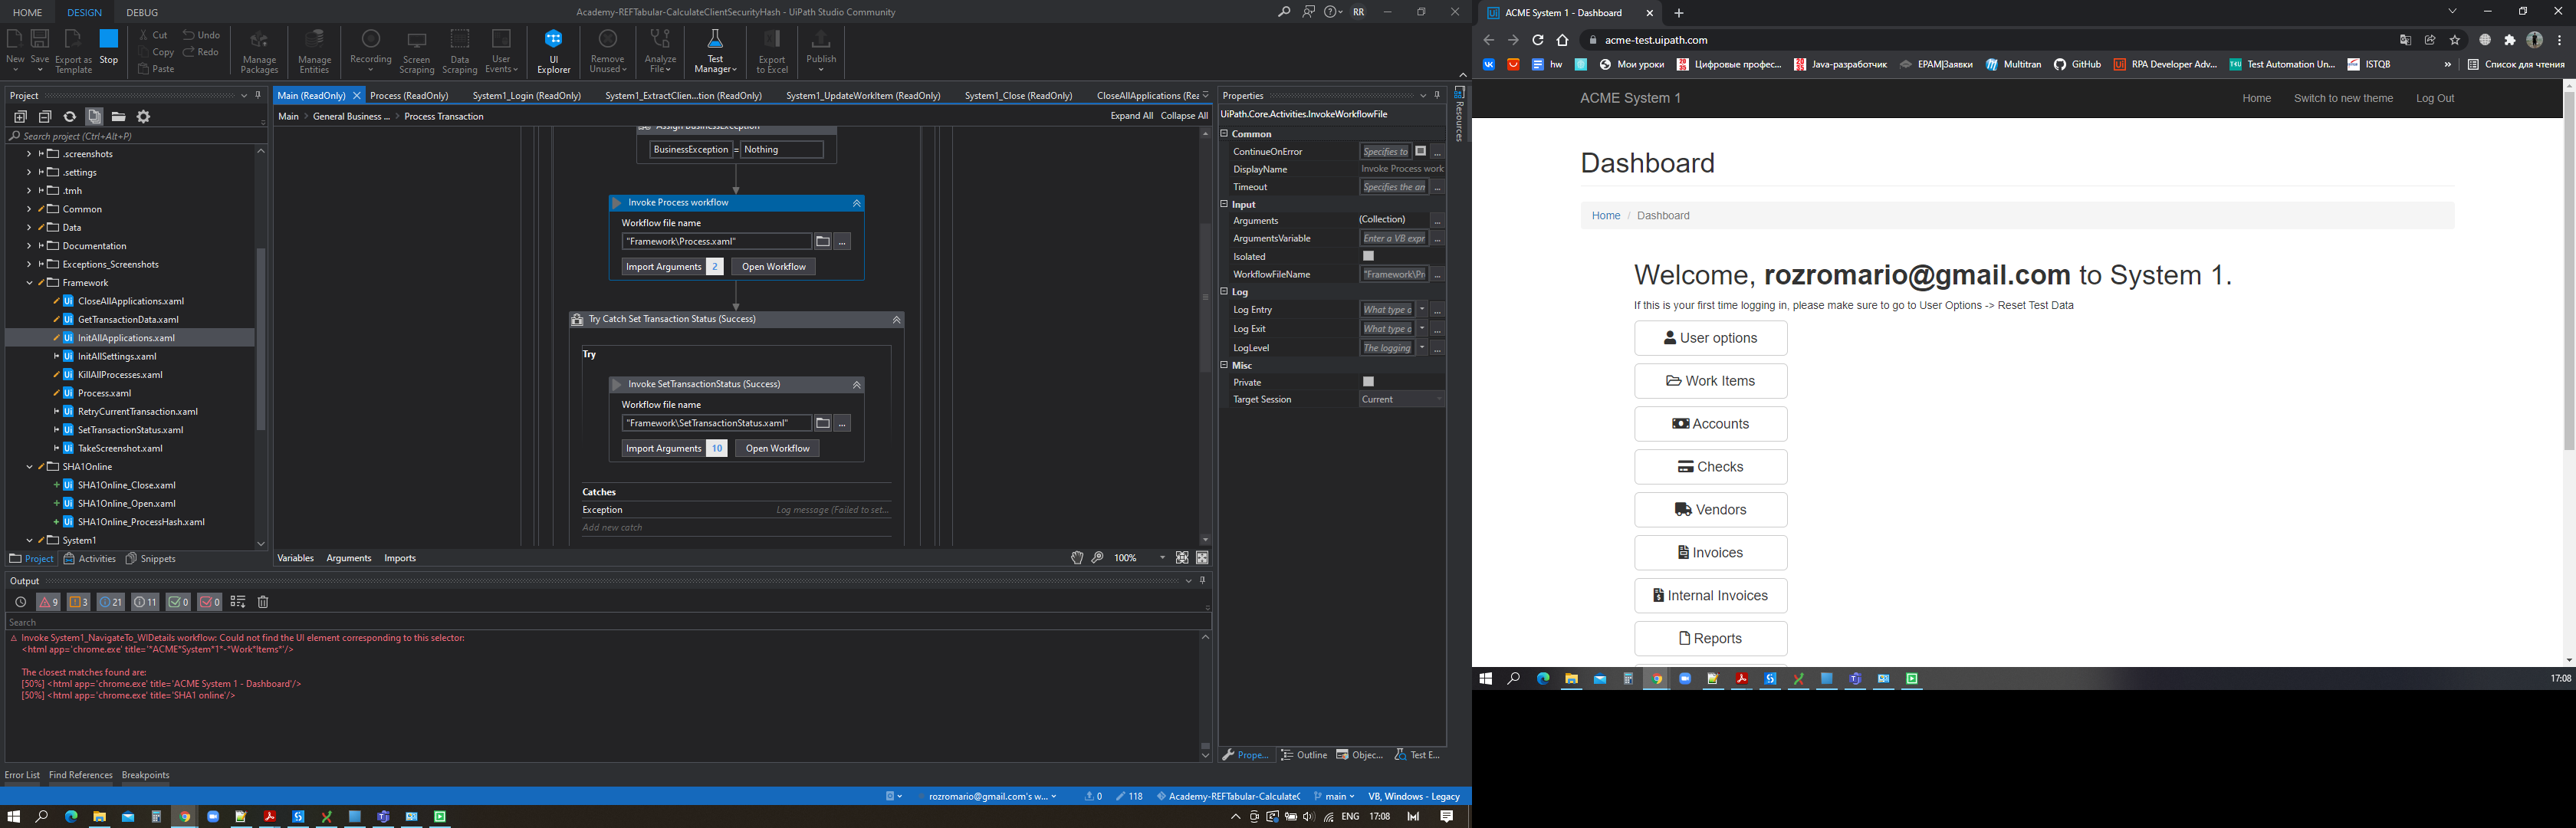 HOME DESIGN DEBUG
Academy-REFTabular-CalculateClientSecurityHash - UiPath Studio Community
RR
New
Save
Export as Template
Stop
Cut
Copy
Paste
Undo
Redo
Manage Packages
Manage Entities
Recording
Screen Scraping
Data Scraping
User Events
UI Explorer
Remove Unused
Analyze File
Test Manager
Export to Excel
Publish
Project
Search project (Ctrl+Alt+P)
.screenshots
.settings
.tmh
Common
Data
Documentation
Exceptions_Screenshots
Framework
CloseAllApplications.xaml
GetTransactionData.xaml
InitAllApplications.xaml
InitAllSettings.xaml
KillAllProcesses.xaml
Process.xaml
RetryCurrentTransaction.xaml
SetTransactionStatus.xaml
TakeScreenshot.xaml
SHA1Online
SHA1Online_Close.xaml
SHA1Online_Open.xaml
SHA1Online_ProcessHash.xaml
System1
Project Activities Snippets
Main (ReadOnly) Process (ReadOnly) System1_Login (ReadOnly) System1_ExtractClien...tion (ReadOnly) System1_UpdateWorkItem (ReadOnly) System1_Close (ReadOnly) CloseAllApplications (Rea
Main > General Business ... > Process Transaction
Expand All Collapse All
Assign BusinessException
BusinessException = Nothing
Invoke Process workflow
Workflow file name
"Framework\Process.xaml" ...
Import Arguments 2 Open Workflow
Try Catch Set Transaction Status (Success)
Try
Invoke SetTransactionStatus (Success)
Workflow file name
"Framework\SetTransactionStatus.xaml" ...
Import Arguments 10 Open Workflow
Catches
Exception Log message (Failed to set...
Add new catch
Variables Arguments Imports 100%
Properties
UiPath.Core.Activities.InvokeWorkflowFile
Common
ContinueOnError Specifies to ...
DisplayName Invoke Process work
Timeout Specifies the an ...
Input
Arguments (Collection) ...
ArgumentsVariable Enter a VB expr ...
Isolated
WorkflowFileName "Framework\Pr ...
Log
Log Entry What type o ...
Log Exit What type o ...
LogLevel The logging ...
Misc
Private
Target Session Current
Prope... Outline Objec... Test E...
Resources
Output
9 3 21 11 0 0
Search
Invoke System1_NavigateTo_WIDetails workflow: Could not find the UI element corresponding to this selector:
<html app='chrome.exe' title='*ACME*System*1*-*Work*Items*'/>
The closest matches found are:
[50%] <html app='chrome.exe' title='ACME System 1 - Dashboard'/>
[50%] <html app='chrome.exe' title='SHA1 online'/>
Error List Find References Breakpoints
rozromario@gmail.com's w... 0 118 Academy-REFTabular-CalculateC main VB, Windows - Legacy
ENG 17:08
ACME System 1 - Dashboard
acme-test.uipath.com
hw Мои уроки Цифровые професс... Java-разработчик EPAM|Заявки Multitran GitHub RPA Developer Adv... Test Automation Un... ISTQB » Список для чтения
ACME System 1 Home Switch to new theme Log Out
Dashboard
Home / Dashboard
Welcome, rozromario@gmail.com to System 1.
If this is your first time logging in, please make sure to go to User Options -> Reset Test Data
User options
Work Items
Accounts
Checks
Vendors
Invoices
Internal Invoices
Reports
17:08